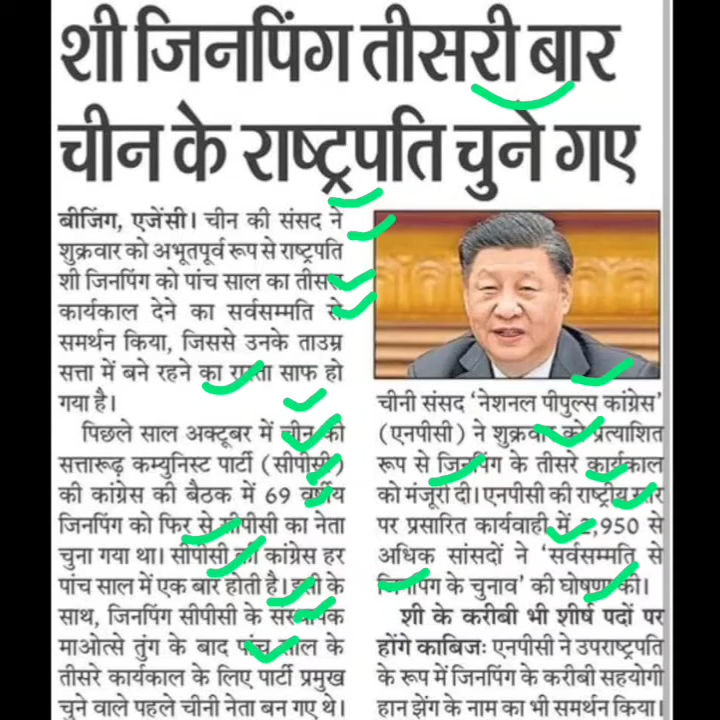 शी जिनपिंग तीसरी बार
चीन के राष्ट्रपति चुने गए
बीजिंग, एजेंसी। चीन की संसद ने
शुक्रवार को अभूतपूर्व रूप से राष्ट्रपति
शी जिनपिंग को पांच साल का तीसरा
कार्यकाल देने का सर्वसम्मति से
समर्थन किया, जिससे उनके ताउम्र
सत्ता में बने रहने का रास्ता साफ हो
गया है।
पिछले साल अक्टूबर में चीन की
सत्तारूढ़ कम्युनिस्ट पार्टी (सीपीसी)
की कांग्रेस की बैठक में 69 वर्षीय
जिनपिंग को फिर से सीपीसी का नेता
चुना गया था। सीपीसी की कांग्रेस हर
पांच साल में एक बार होती है। इसी के
साथ, जिनपिंग सीपीसी के संस्थापक
माओत्से तुंग के बाद पांच साल के
तीसरे कार्यकाल के लिए पार्टी प्रमुख
चुने वाले पहले चीनी नेता बन गए थे।
चीनी संसद ‘नेशनल पीपुल्स कांग्रेस’
(एनपीसी) ने शुक्रवार को प्रत्याशित
रूप से जिनपिंग के तीसरे कार्यकाल
को मंजूरी दी। एनपीसी की राष्ट्रीय स्तर
पर प्रसारित कार्यवाही में 2,950 से
अधिक सांसदों ने ‘सर्वसम्मति से
जिनपिंग के चुनाव’ की घोषणा की।
शी के करीबी भी शीर्ष पदों पर
होंगे काबिजः एनपीसी ने उपराष्ट्रपति
के रूप में जिनपिंग के करीबी सहयोगी
हान झेंग के नाम का भी समर्थन किया।